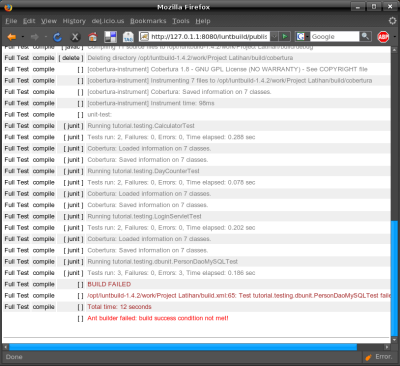 Mozilla Firefox
File Edit View History del.icio.us Bookmarks Tools Help
http://127.0.1.1:8080/luntbuild/public Google ABP
Full Test compile [ javac ] Compiling 11 source files to /opt/luntbuild-1.4.2/work/Project Latihan/build/debug
Full Test compile [ delete ] Deleting directory /opt/luntbuild-1.4.2/work/Project Latihan/build/cobertura
Full Test compile [ ] [cobertura-instrument] Cobertura 1.8 - GNU GPL License (NO WARRANTY) - See COPYRIGHT file
Full Test compile [ ] [cobertura-instrument] Instrumenting 7 files to /opt/luntbuild-1.4.2/work/Project Latihan/build/cobertura
Full Test compile [ ] [cobertura-instrument] Cobertura: Saved information on 7 classes.
Full Test compile [ ] [cobertura-instrument] Instrument time: 98ms
Full Test compile [ ] unit-test:
Full Test compile [ junit ] Running tutorial.testing.CalculatorTest
Full Test compile [ junit ] Tests run: 2, Failures: 0, Errors: 0, Time elapsed: 0.288 sec
Full Test compile [ junit ] Cobertura: Loaded information on 7 classes.
Full Test compile [ junit ] Cobertura: Saved information on 7 classes.
Full Test compile [ junit ] Running tutorial.testing.DayCounterTest
Full Test compile [ junit ] Tests run: 2, Failures: 0, Errors: 0, Time elapsed: 0.078 sec
Full Test compile [ junit ] Cobertura: Loaded information on 7 classes.
Full Test compile [ junit ] Cobertura: Saved information on 7 classes.
Full Test compile [ junit ] Running tutorial.testing.LoginServletTest
Full Test compile [ junit ] Tests run: 2, Failures: 0, Errors: 0, Time elapsed: 0.202 sec
Full Test compile [ junit ] Cobertura: Loaded information on 7 classes.
Full Test compile [ junit ] Cobertura: Saved information on 7 classes.
Full Test compile [ junit ] Running tutorial.testing.dbunit.PersonDaoMySQLTest
Full Test compile [ junit ] Tests run: 3, Failures: 0, Errors: 3, Time elapsed: 0.186 sec
Full Test compile [ ] BUILD FAILED
Full Test compile [ ] /opt/luntbuild-1.4.2/work/Project Latihan/build.xml:65: Test tutorial.testing.dbunit.PersonDaoMySQLTest faile
Full Test compile [ ] Total time: 12 seconds
[ ] Ant builder failed: build success condition not met!
Done Error.